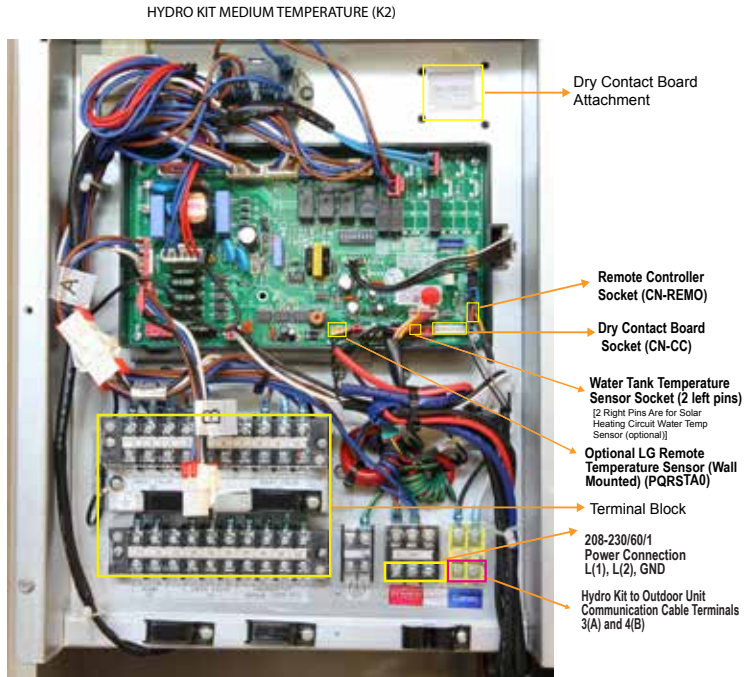 HYDRO KIT MEDIUM TEMPERATURE (K2)
Dry Contact Board
Attachment
A
Remote Controller
Socket (CN-REMO)
Dry Contact Board
Socket (CN-CC)
Water Tank Temperature
Sensor Socket (2 left pins)
[2 Right Pins Are for Solar
Heating Circuit Water Temp
Sensor (optional)]
B
Optional LG Remote
Temperature Sensor (Wall
Mounted) (PQRSTA0)
Terminal Block
208-230/60/1
Power Connection
L(1), L(2), GND
Hydro Kit to Outdoor Unit
Communication Cable Terminals
3(A) and 4(B)